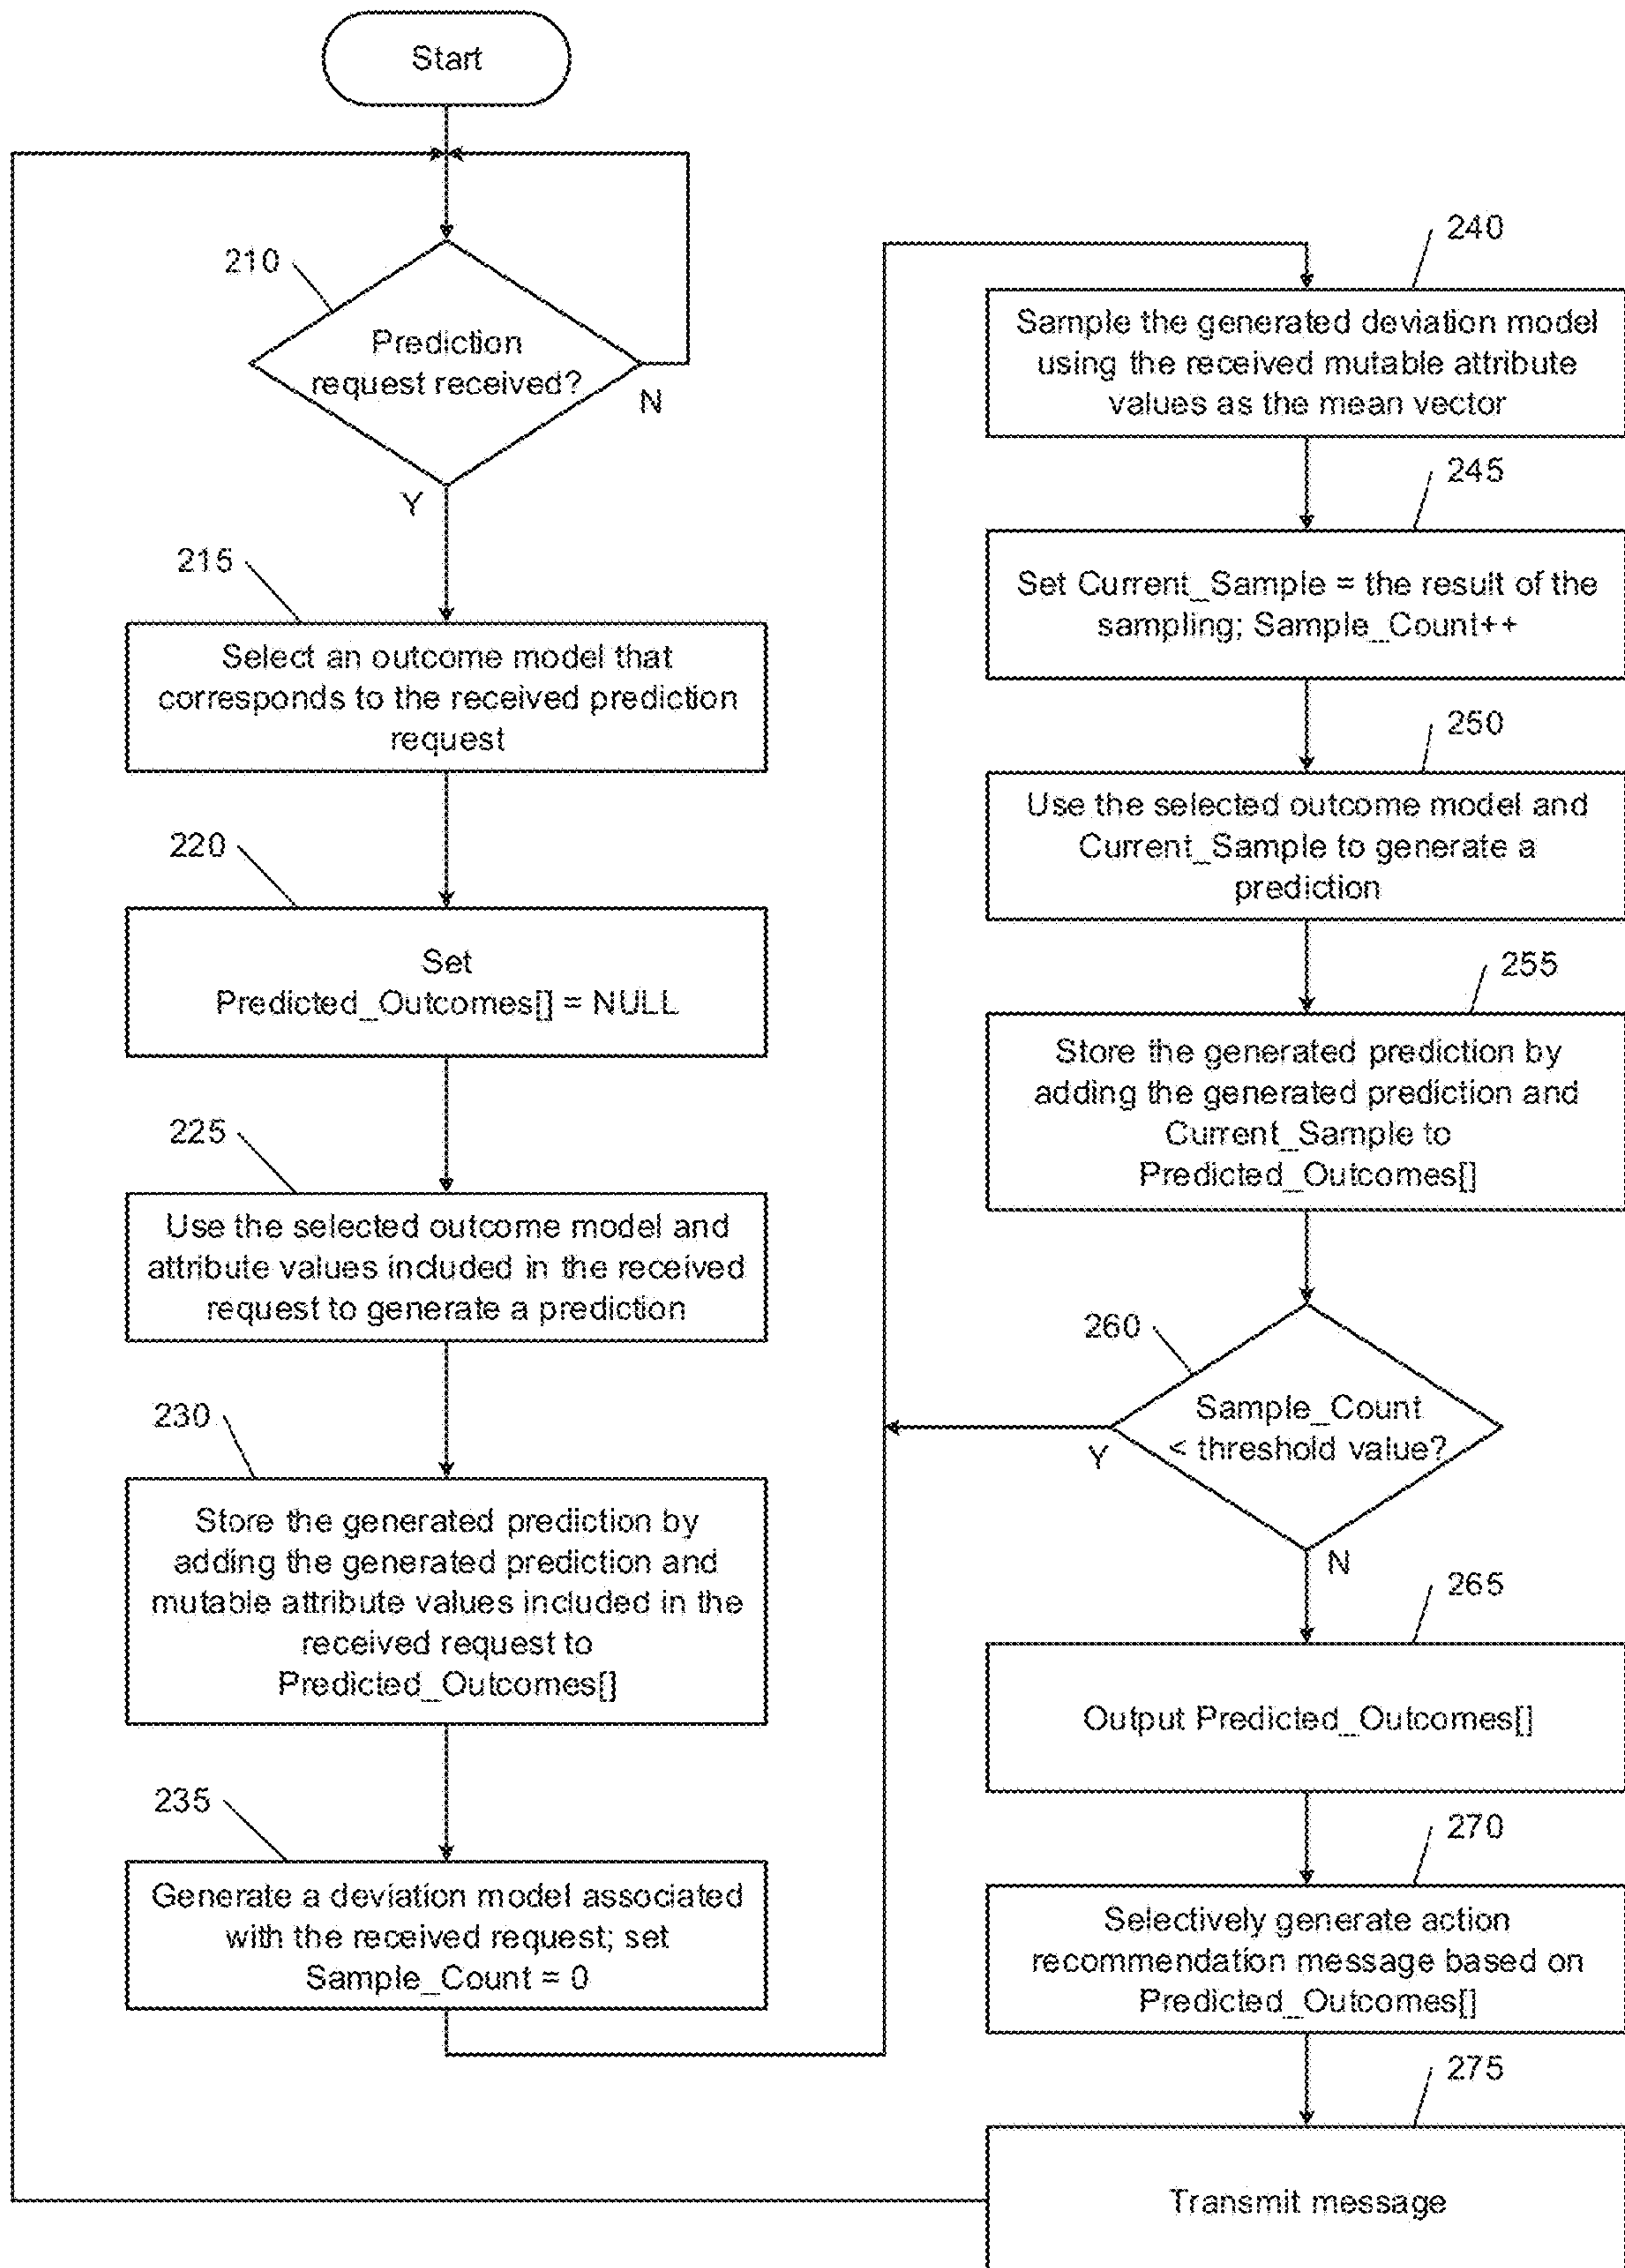 Start
210
Prediction
request received?
N
Y
215
Select an outcome model that
corresponds to the received prediction
request
220
Set
Predicted_Outcomes[] = NULL
225
Use the selected outcome model and
attribute values included in the received
request to generate a prediction
230
Store the generated prediction by
adding the generated prediction and
mutable attribute values included in the
received request to
Predicted_Outcomes[]
235
Generate a deviation model associated
with the received request; set
Sample_Count = 0
240
Sample the generated deviation model
using the received mutable attribute
values as the mean vector
245
Set Current_Sample = the result of the
sampling; Sample_Count++
250
Use the selected outcome model and
Current_Sample to generate a
prediction
255
Store the generated prediction by
adding the generated prediction and
Current_Sample to
Predicted_Outcomes[]
260
Sample_Count
< threshold value?
Y
N
265
Output Predicted_Outcomes[]
270
Selectively generate action
recommendation message based on
Predicted_Outcomes[]
275
Transmit message